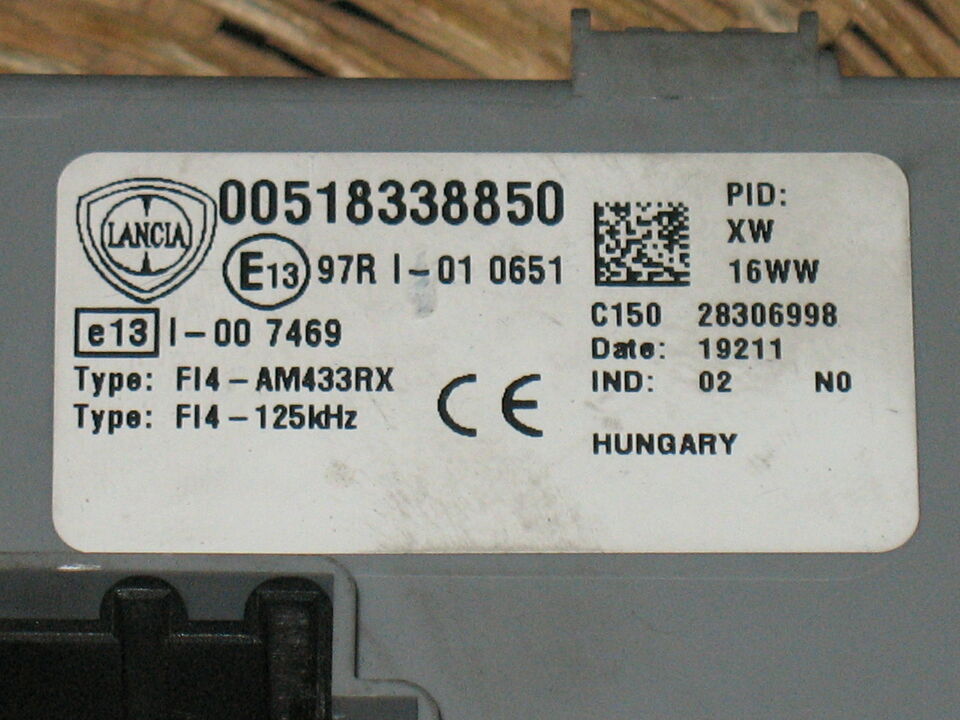 LANCIA
00518338850
E13 97R I-01 0651
e13 I-00 7469
Type: FI4-AM433RX
Type: FI4-125kHz
CE
PID:
XW
16WW
C150 28306998
Date: 19211
IND: 02 N0
HUNGARY